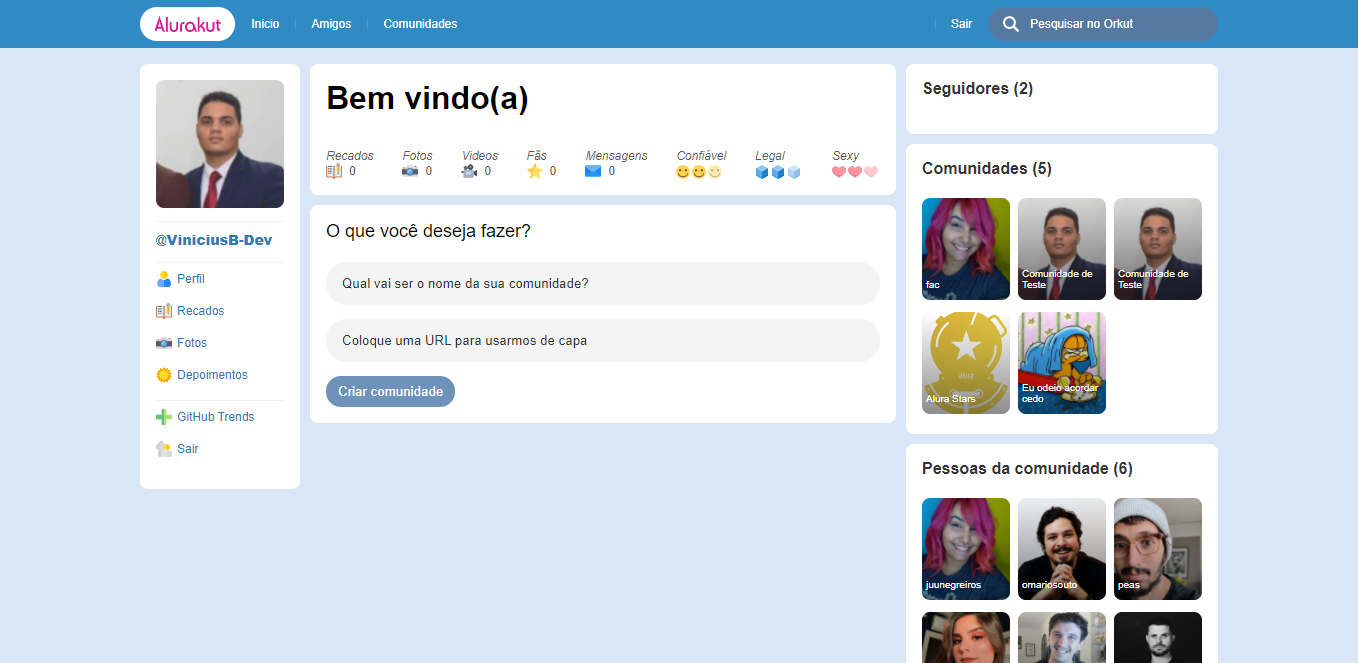 Alurakut
Inicio
Amigos
Comunidades
Sair
Pesquisar no Orkut
@ViniciusB-Dev
Perfil
Recados
Fotos
Depoimentos
GitHub Trends
Sair
Bem vindo(a)
Recados
0
Fotos
0
Videos
0
Fãs
0
Mensagens
0
Confiável
Legal
Sexy
O que você deseja fazer?
Qual vai ser o nome da sua comunidade?
Coloque uma URL para usarmos de capa
Criar comunidade
Seguidores (2)
Comunidades (5)
fac
Comunidade de
Teste
Comunidade de
Teste
alura
Alura Stars
Eu odeio acordar
cedo
Pessoas da comunidade (6)
juunegreiros
omariosouto
peas